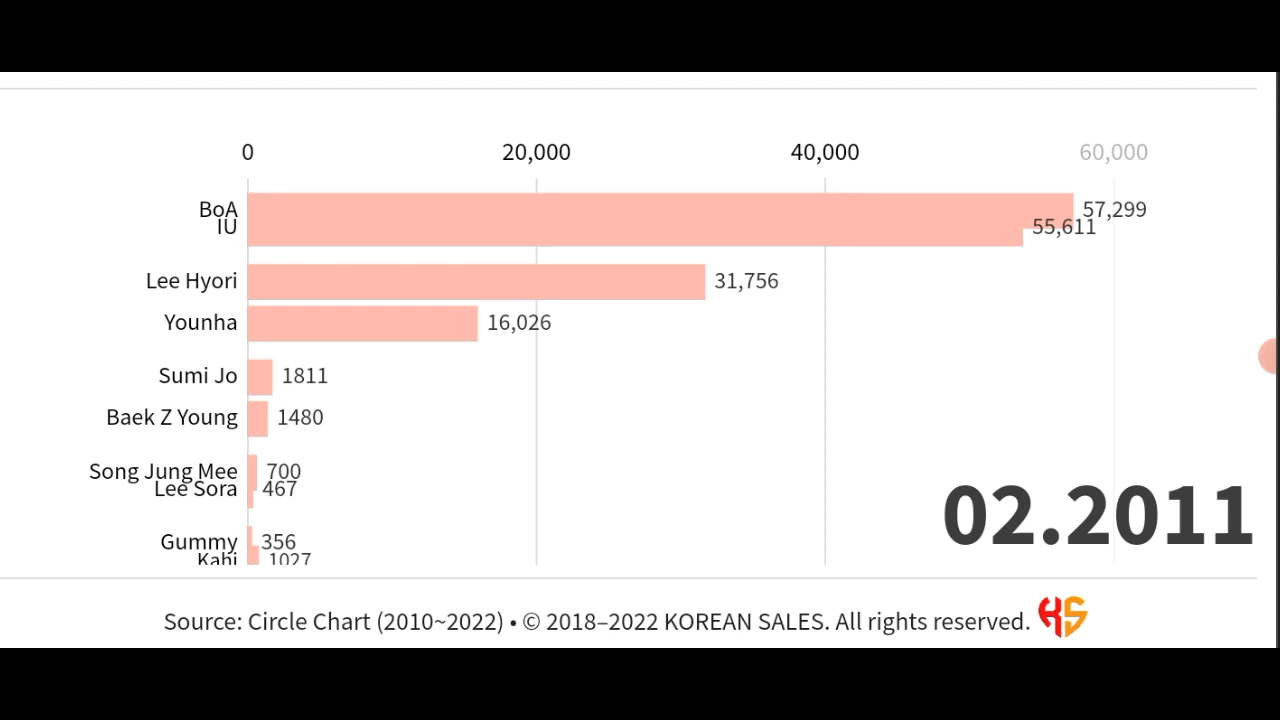 0 20,000 40,000 60,000
BoA 57,299
IU 55,611
Lee Hyori 31,756
Younha 16,026
Sumi Jo 1811
Baek Z Young 1480
Song Jung Mee 700
Lee Sora 467
Gummy 356
Kahi 1027
02.2011
Source: Circle Chart (2010~2022) • © 2018–2022 KOREAN SALES. All rights reserved. KS